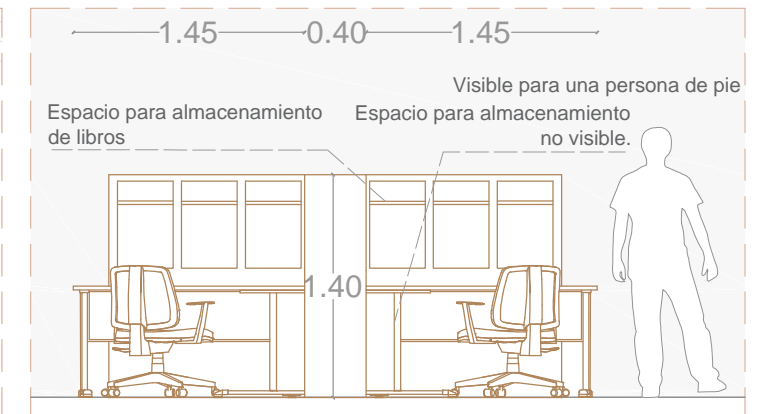 1.45 0.40 1.45
Visible para una persona de pie
Espacio para almacenamiento
de libros
Espacio para almacenamiento
no visible.
1.40